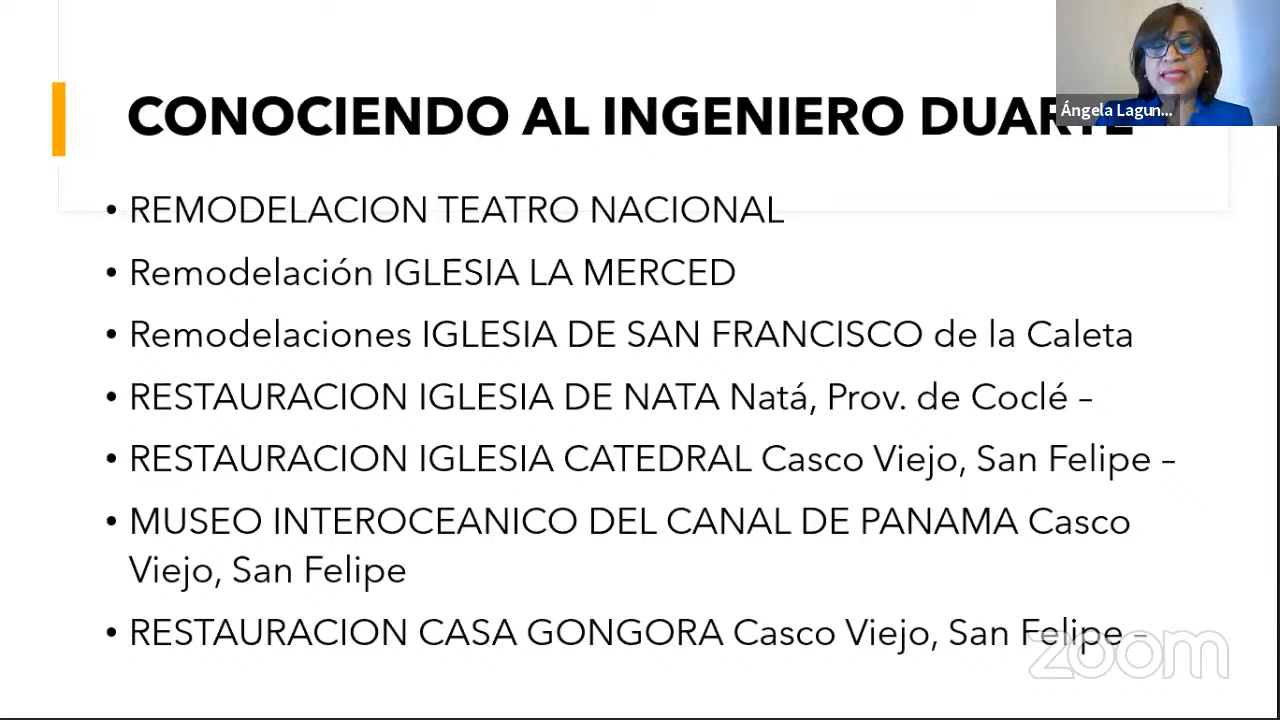 CONOCIENDO AL INGENIERO DUARTE
Ángela Lagun...
• REMODELACION TEATRO NACIONAL
• Remodelación IGLESIA LA MERCED
• Remodelaciones IGLESIA DE SAN FRANCISCO de la Caleta
• RESTAURACION IGLESIA DE NATA Natá, Prov. de Coclé –
• RESTAURACION IGLESIA CATEDRAL Casco Viejo, San Felipe –
• MUSEO INTEROCEANICO DEL CANAL DE PANAMA Casco
Viejo, San Felipe
• RESTAURACION CASA GONGORA Casco Viejo, San Felipe –
zoom